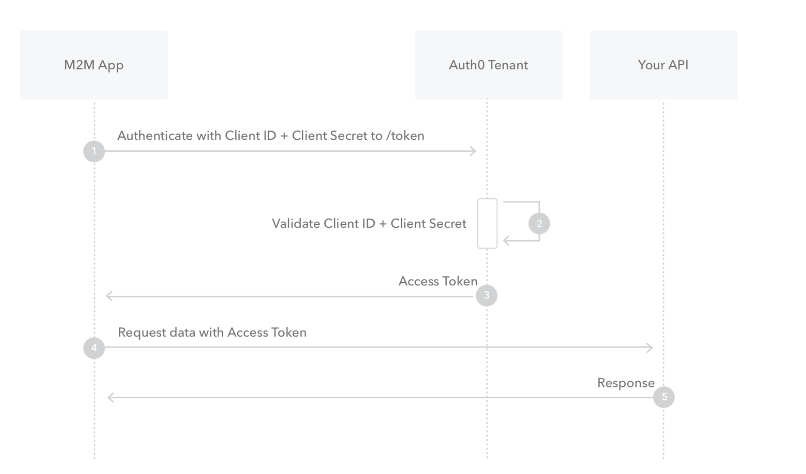 M2M App
Auth0 Tenant
Your API
Authenticate with Client ID + Client Secret to /token
1
Validate Client ID + Client Secret
2
Access Token
3
Request data with Access Token
4
Response
5